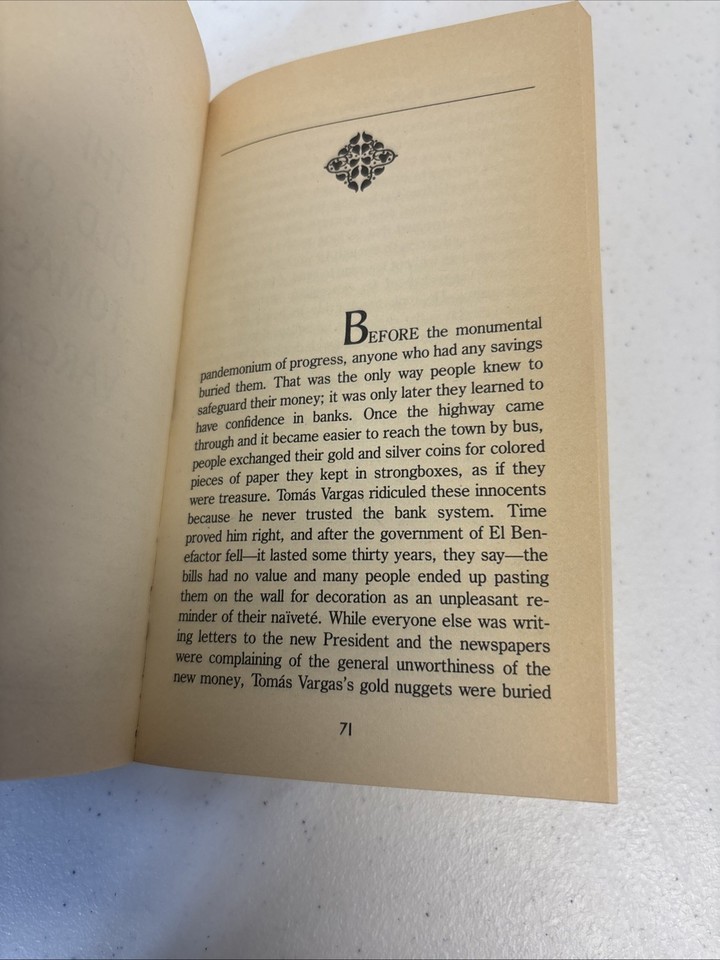 BEFORE the monumental
pandemonium of progress, anyone who had any savings
buried them. That was the only way people knew to
safeguard their money; it was only later they learned to
have confidence in banks. Once the highway came
through and it became easier to reach the town by bus,
people exchanged their gold and silver coins for colored
pieces of paper they kept in strongboxes, as if they
were treasure. Tomás Vargas ridiculed these innocents
because he never trusted the bank system. Time
proved him right, and after the government of El Ben-
efactor fell—it lasted some thirty years, they say—the
bills had no value and many people ended up pasting
them on the wall for decoration as an unpleasant re-
minder of their naïveté. While everyone else was writ-
ing letters to the new President and the newspapers
were complaining of the general unworthiness of the
new money, Tomás Vargas's gold nuggets were buried
71